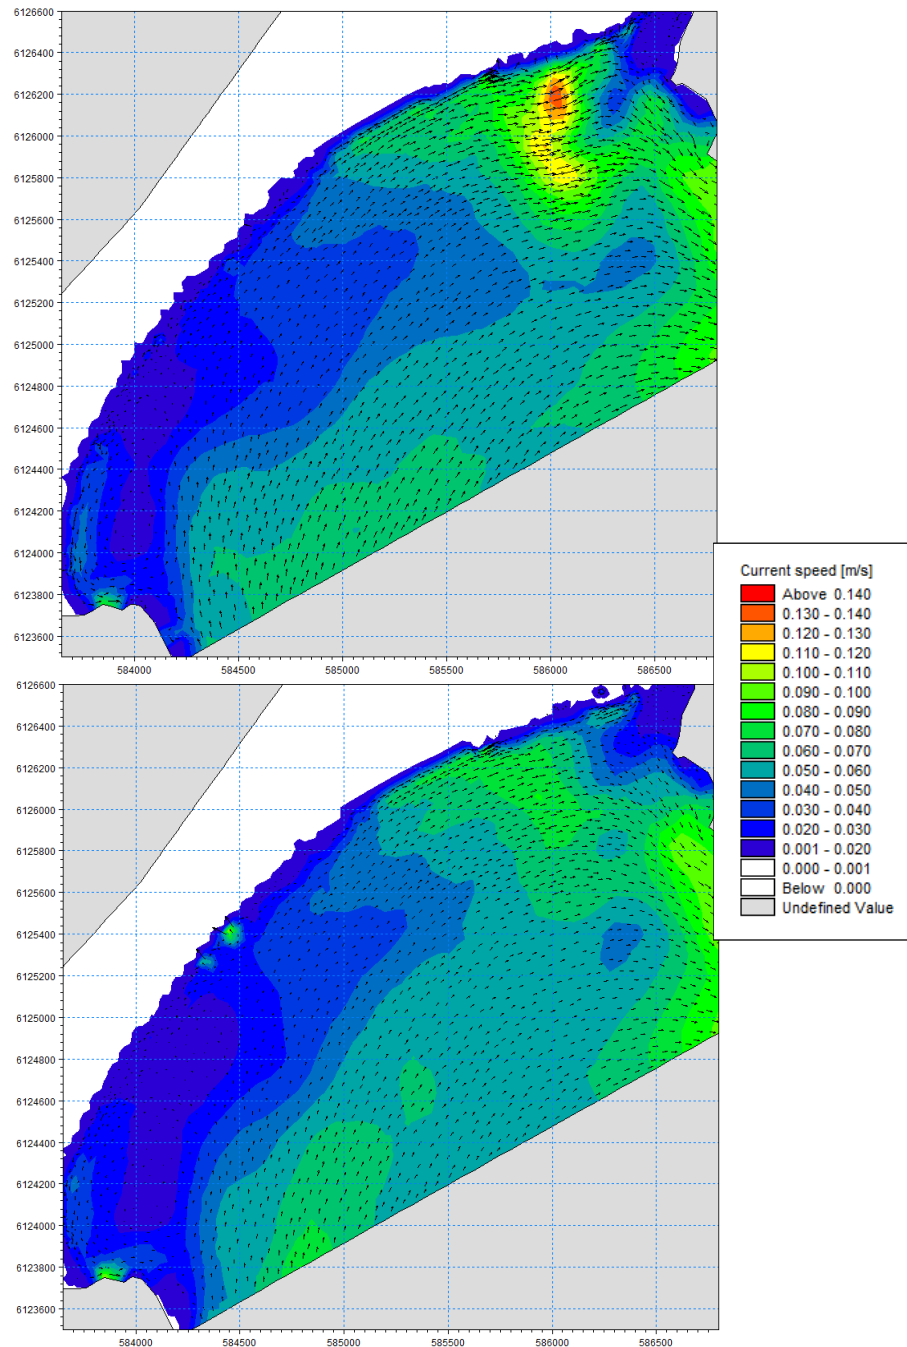 6126600
6126400
6126200
6126000
6125800
6125600
6125400
6125200
6125000
6124800
6124600
6124400
6124200
6124000
6123800
6123600
584000 584500 585000 585500 586000 586500
Current speed [m/s]
Above 0.140
0.130 - 0.140
0.120 - 0.130
0.110 - 0.120
0.100 - 0.110
0.090 - 0.100
0.080 - 0.090
0.070 - 0.080
0.060 - 0.070
0.050 - 0.060
0.040 - 0.050
0.030 - 0.040
0.020 - 0.030
0.001 - 0.020
0.000 - 0.001
Below 0.000
Undefined Value
6126600
6126400
6126200
6126000
6125800
6125600
6125400
6125200
6125000
6124800
6124600
6124400
6124200
6124000
6123800
6123600
584000 584500 585000 585500 586000 586500